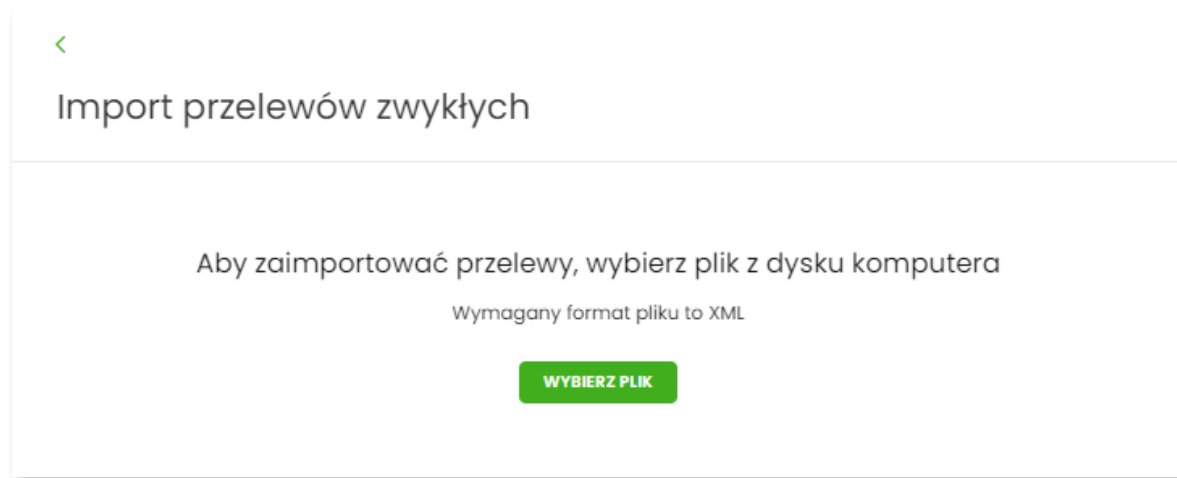 Import przelewów zwykłych
Aby zaimportować przelewy, wybierz plik z dysku komputera
Wymagany format pliku to XML
WYBIERZ PLIK